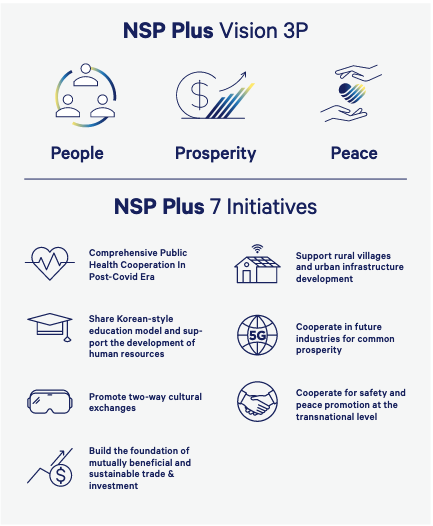 NSP Plus Vision 3P
People
Prosperity
Peace
NSP Plus 7 Initiatives
Comprehensive Public
Health Cooperation In
Post-Covid Era
Support rural villages
and urban infrastructure
development
Share Korean-style
education model and sup-
port the development of
human resources
5G
Cooperate in future
industries for common
prosperity
Promote two-way cultural
exchanges
Cooperate for safety and
peace promotion at the
transnational level
Build the foundation of
mutually beneficial and
sustainable trade &
investment